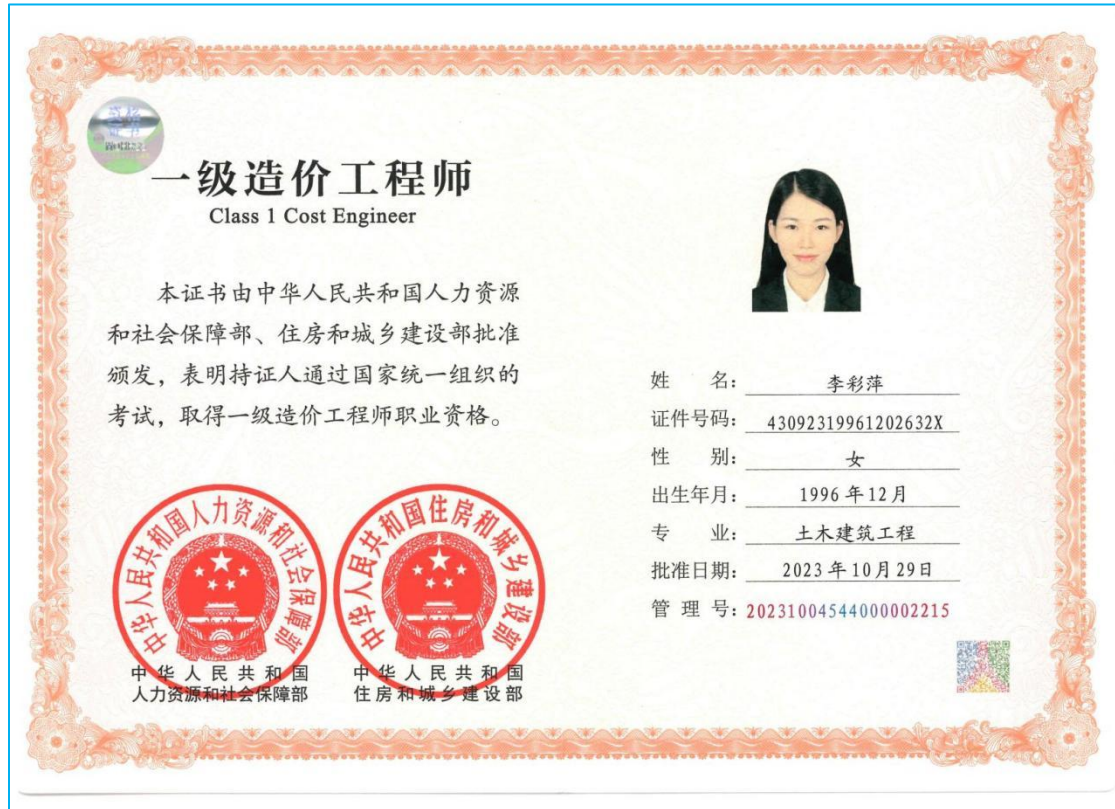 一级造价工程师
Class 1 Cost Engineer
本证书由中华人民共和国人力资源
和社会保障部、住房和城乡建设部批准
颁发,表明持证人通过国家统一组织的
考试,取得一级造价工程师职业资格。
姓 名: 李彩萍
证件号码: 43092319961202632X
性 别: 女
出生年月: 1996年12月
专 业: 土木建筑工程
批准日期: 2023年10月29日
管 理 号: 20231004544000002215
中华人民共和国人力资源和社会保障部
中华人民共和国住房和城乡建设部
中华人民共和国
人力资源和社会保障部
中华人民共和国
住房和城乡建设部